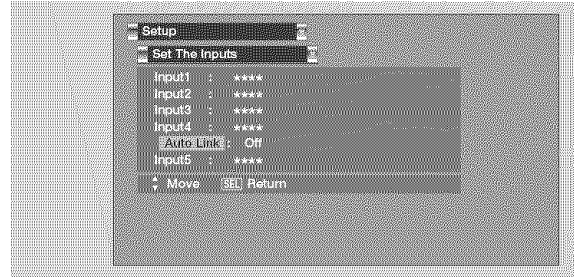 Setup
Set The Inputs
Input1 : ****
Input2 : ****
Input3 : ****
Input4 : ****
Auto Link : Off
Input5 : ****
Move SEL Return